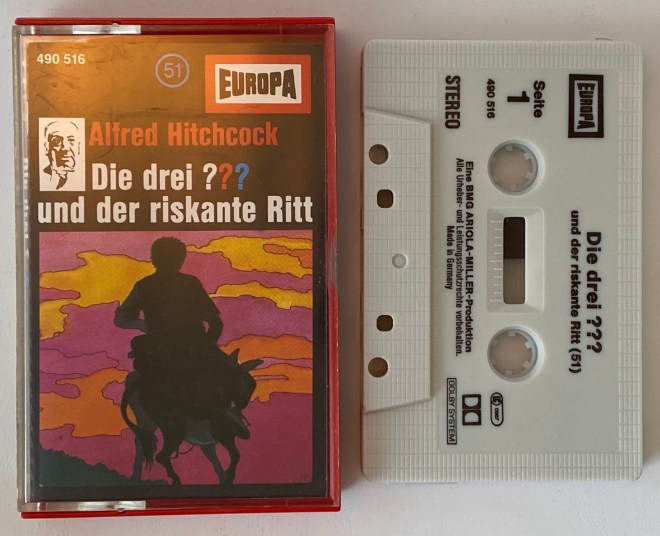 490 516
51
EUROPA
Alfred Hitchcock
Die drei ???
und der riskante Ritt
EUROPA
Seite
1
490 516
STEREO
Die drei ???
und der riskante Ritt (51)
Eine BMG ARIOLA-MILLER-Produktion
Alle Urheber- und Leistungsschutzrechte vorbehalten.
Made in Germany
DOLBY SYSTEM